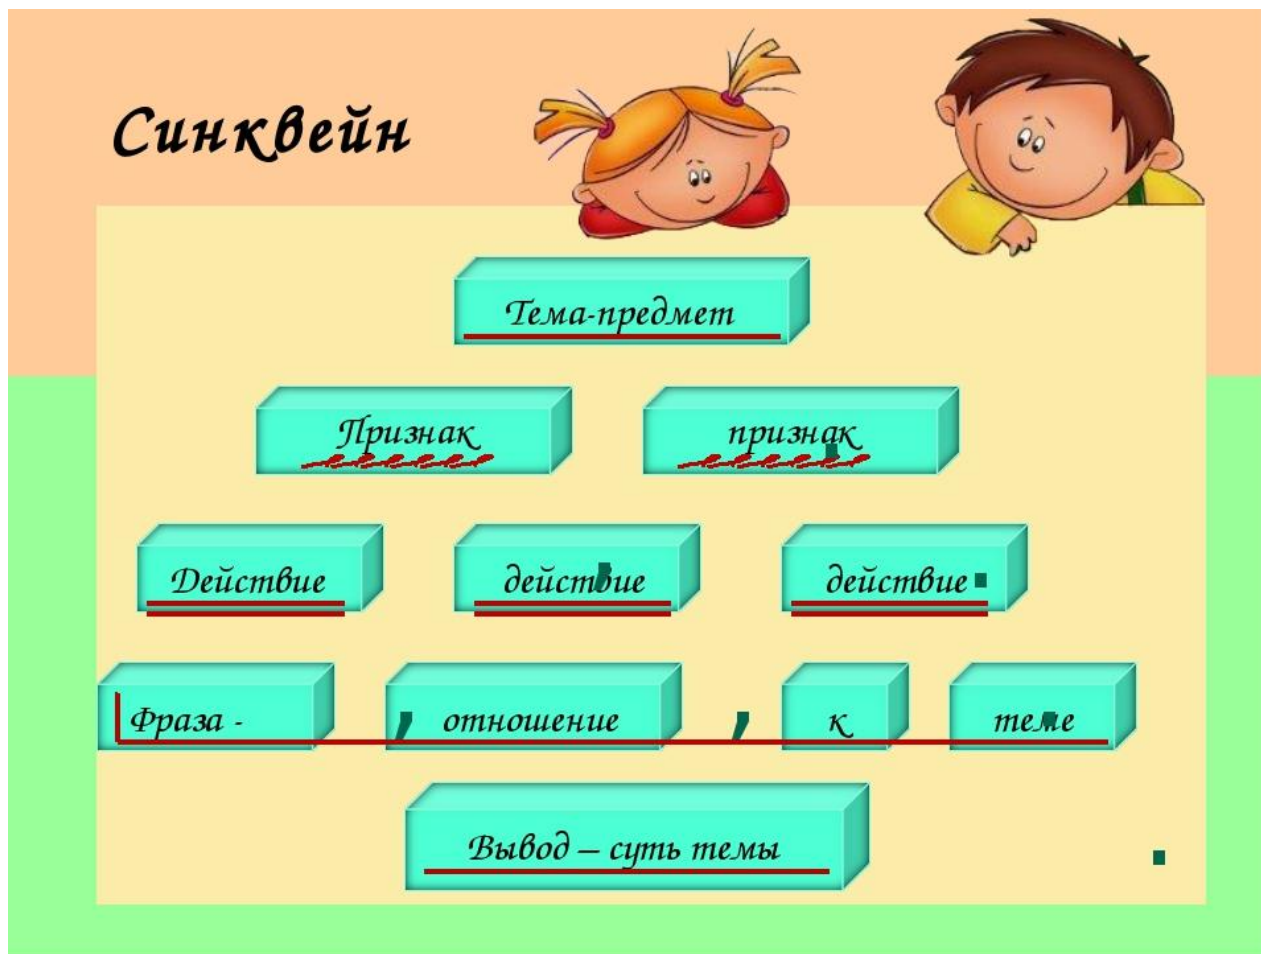 Синквейн
Тема-предмет
Признак признак.
Действие действие, действие.
Фраза - , отношение , к теме.
Вывод – суть темы .